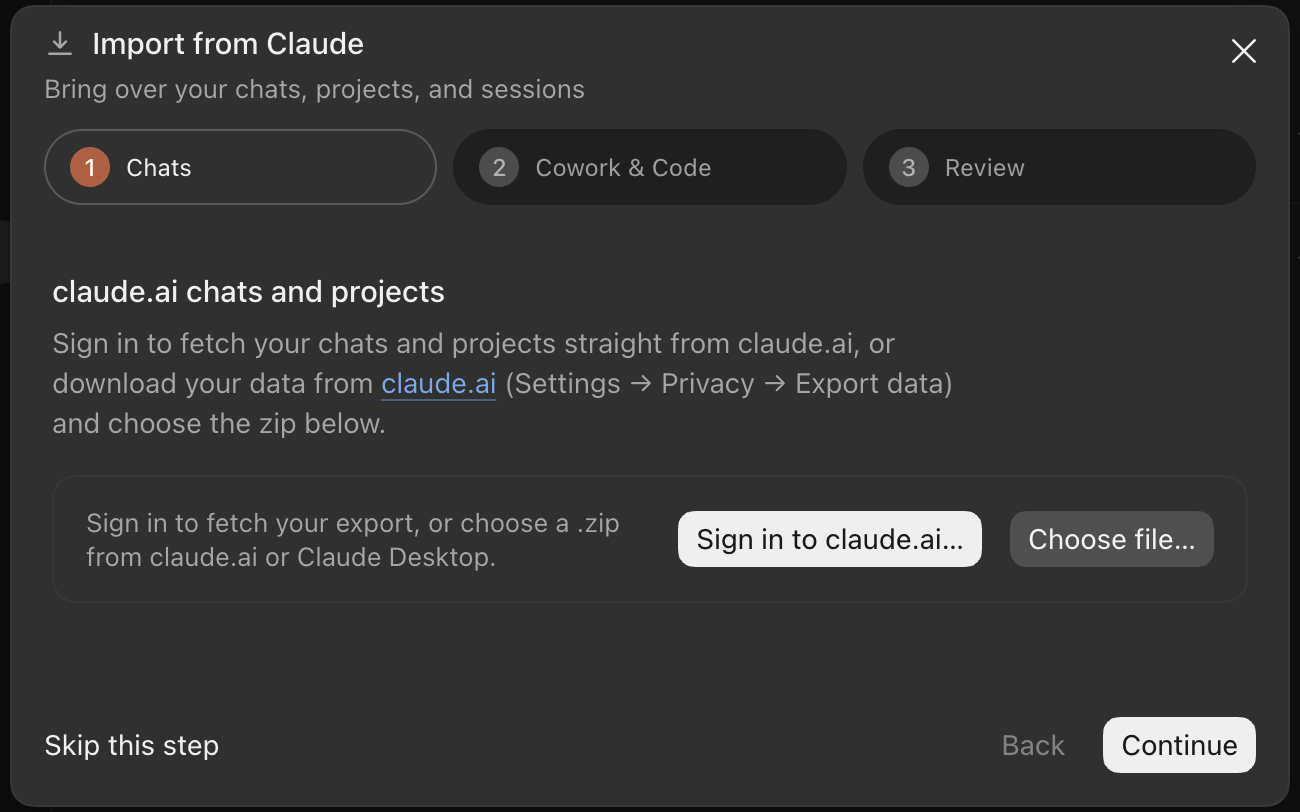 Import from Claude
Bring over your chats, projects, and sessions
1 Chats
2 Cowork & Code
3 Review
claude.ai chats and projects
Sign in to fetch your chats and projects straight from claude.ai, or
download your data from claude.ai (Settings → Privacy → Export data)
and choose the zip below.
Sign in to fetch your export, or choose a .zip
from claude.ai or Claude Desktop.
Sign in to claude.ai...
Choose file...
Skip this step
Back
Continue